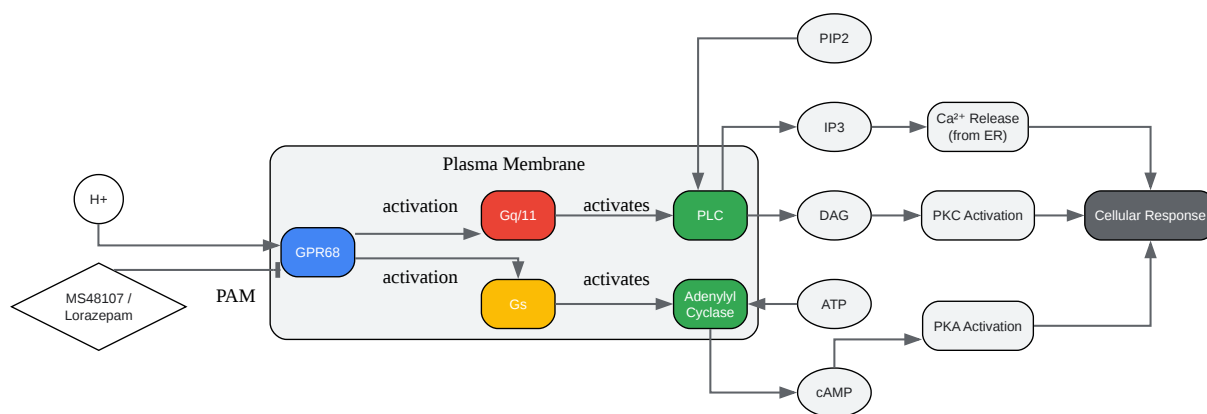 PIP2
IP3
Ca²⁺ Release
(from ER)
Plasma Membrane
H+
activation
Gq/11
activates
PLC
DAG
PKC Activation
Cellular Response
GPR68
activation
activates
PAM
MS48107 /
Lorazepam
Gs
Adenylyl
Cyclase
ATP
PKA Activation
cAMP